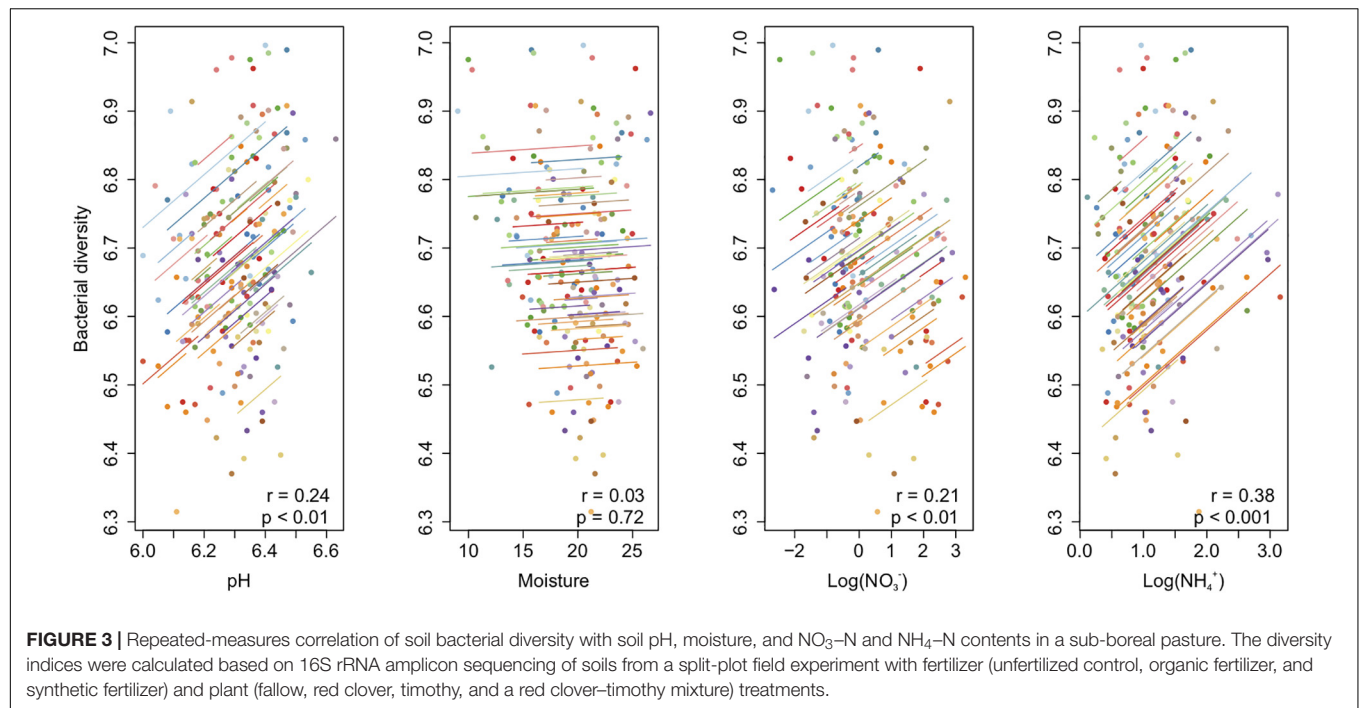 Bacterial diversity
7.0
6.9
6.8
6.7
6.6
6.5
6.4
6.3
r = 0.24
p < 0.01
6.0 6.2 6.4 6.6
pH
7.0
6.9
6.8
6.7
6.6
6.5
6.4
6.3
r = 0.03
p = 0.72
10 15 20 25
Moisture
7.0
6.9
6.8
6.7
6.6
6.5
6.4
6.3
r = 0.21
p < 0.01
−2 0 1 2 3
Log(NO₃⁻)
7.0
6.9
6.8
6.7
6.6
6.5
6.4
6.3
r = 0.38
p < 0.001
0.0 1.0 2.0 3.0
Log(NH₄⁺)
FIGURE 3 | Repeated-measures correlation of soil bacterial diversity with soil pH, moisture, and NO₃–N and NH₄–N contents in a sub-boreal pasture. The diversity
indices were calculated based on 16S rRNA amplicon sequencing of soils from a split-plot field experiment with fertilizer (unfertilized control, organic fertilizer, and
synthetic fertilizer) and plant (fallow, red clover, timothy, and a red clover–timothy mixture) treatments.